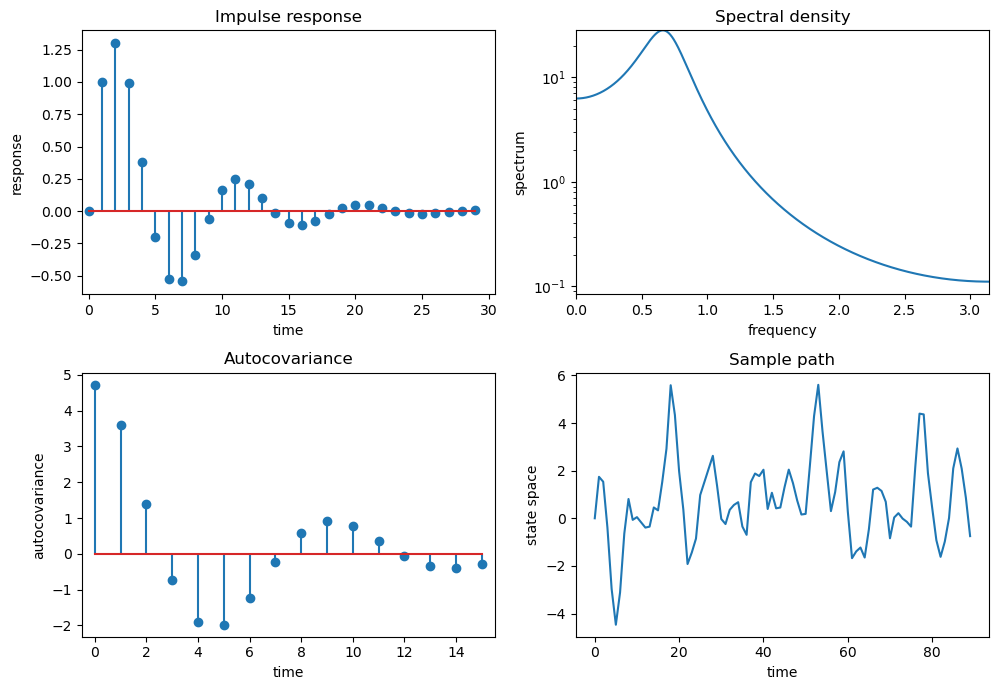 Impulse response
1.25
1.00
0.75
0.50
0.25
0.00
−0.25
−0.50
response
0 5 10 15 20 25 30
time
Spectral density
10¹
10⁰
10⁻¹
spectrum
0.0 0.5 1.0 1.5 2.0 2.5 3.0
frequency
Autocovariance
5
4
3
2
1
0
−1
−2
autocovariance
0 2 4 6 8 10 12 14
time
Sample path
6
4
2
0
−2
−4
state space
0 20 40 60 80
time